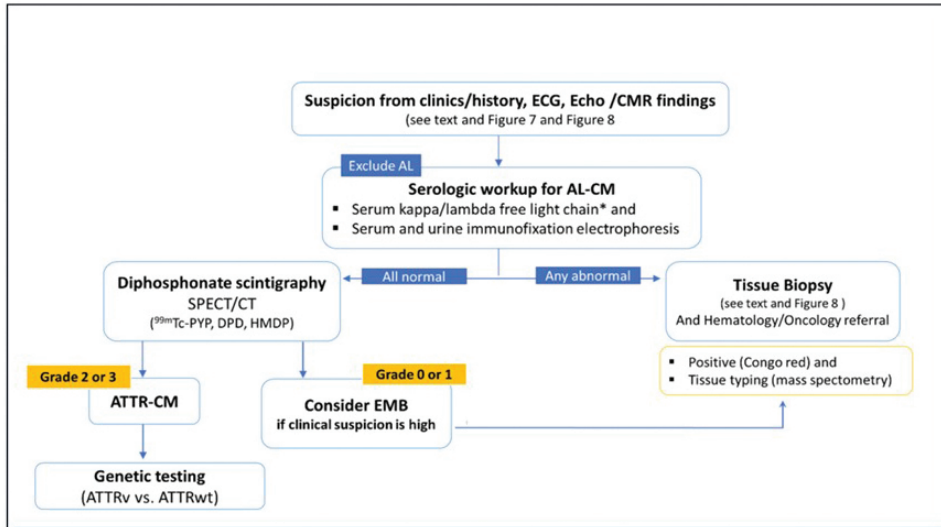 Suspicion from clinics/history, ECG, Echo /CMR findings
(see text and Figure 7 and Figure 8
Exclude AL
Serologic workup for AL-CM
▪ Serum kappa/lambda free light chain* and
▪ Serum and urine immunofixation electrophoresis
All normal
Any abnormal
Diphosphonate scintigraphy
SPECT/CT
(⁹⁹ᵐTc-PYP, DPD, HMDP)
Tissue Biopsy
(see text and Figure 8 )
And Hematology/Oncology referral
▪ Positive (Congo red) and
▪ Tissue typing (mass spectometry)
Grade 2 or 3
ATTR-CM
Grade 0 or 1
Consider EMB
if clinical suspicion is high
Genetic testing
(ATTRv vs. ATTRwt)